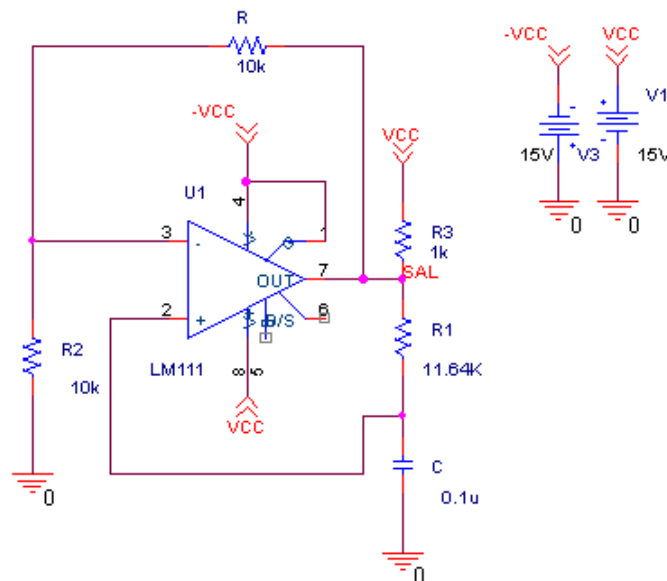 R
10k
-VCC
VCC
-VCC
VCC
V1
15V
V3
15V
0
0
U1
4
1
3
-
R3
1k
OUT
7
SAL
2
+
B/S
6
R1
11.64K
R2
10k
LM111
8
5
VCC
C
0.1u
0
0